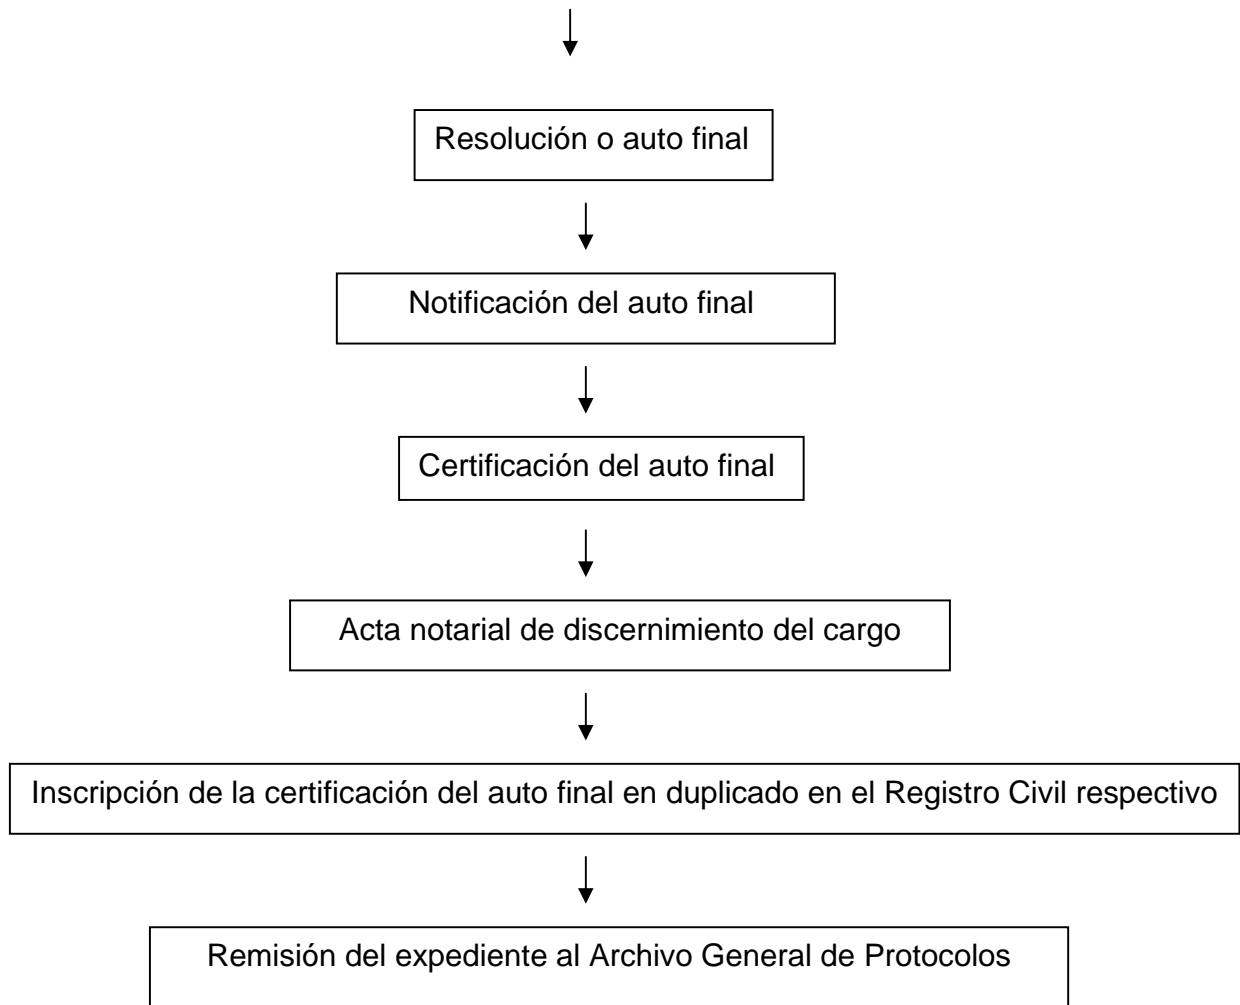 Resolución o auto final
Notificación del auto final
Certificación del auto final
Acta notarial de discernimiento del cargo
Inscripción de la certificación del auto final en duplicado en el Registro Civil respectivo
Remisión del expediente al Archivo General de Protocolos